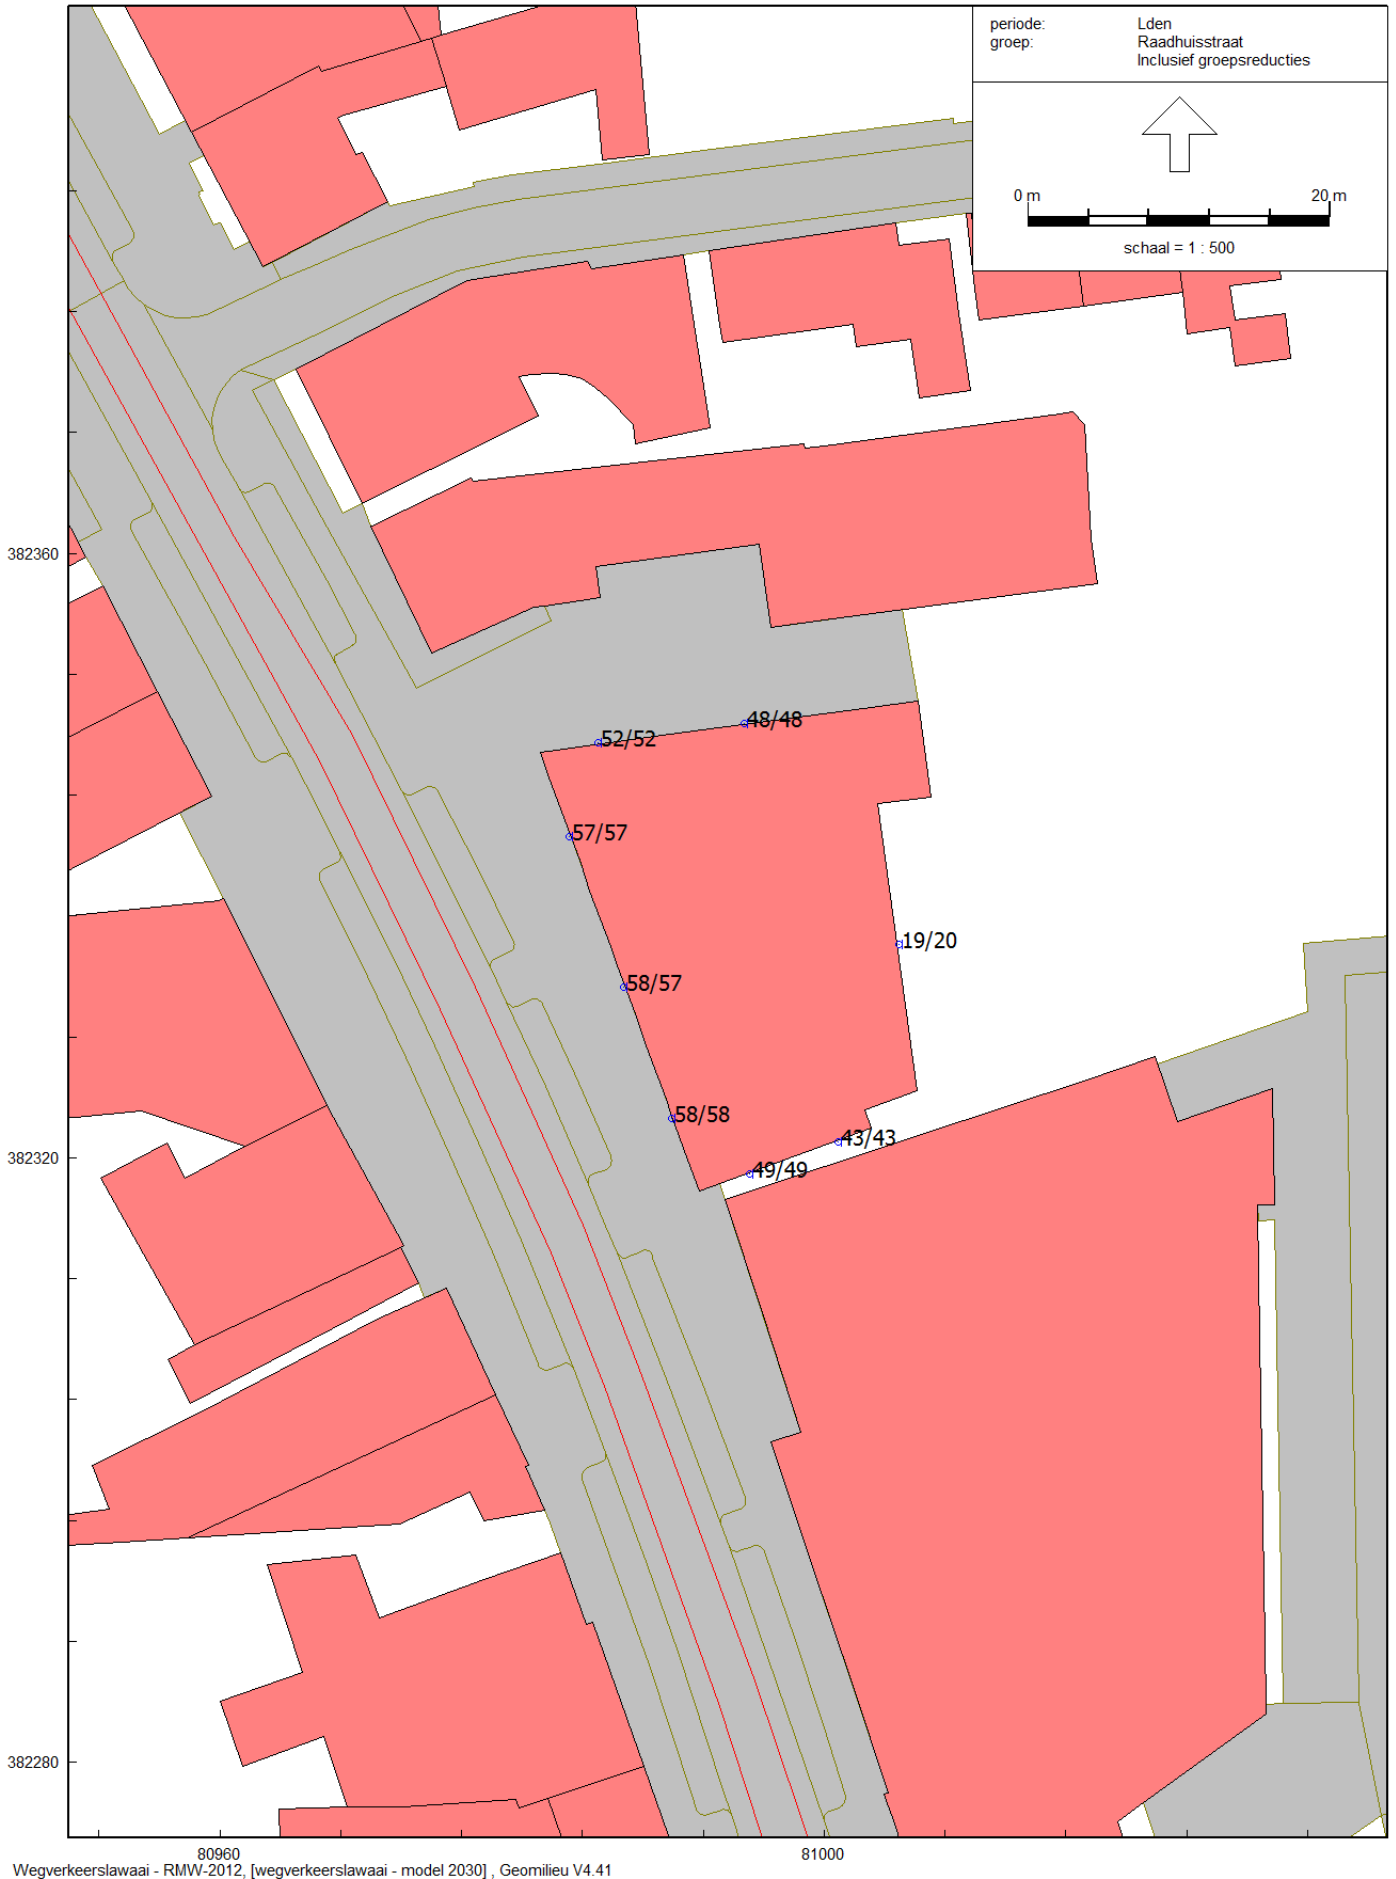 periode: Lden
groep: Raadhuisstraat
Inclusief groepsreducties
0 m 20 m
schaal = 1 : 500
382360
48/48
52/52
57/57
19/20
58/57
58/58
43/43
382320
49/49
382280
80960 81000
Wegverkeerslawaai - RMW-2012, [wegverkeerslawaai - model 2030] , Geomilieu V4.41